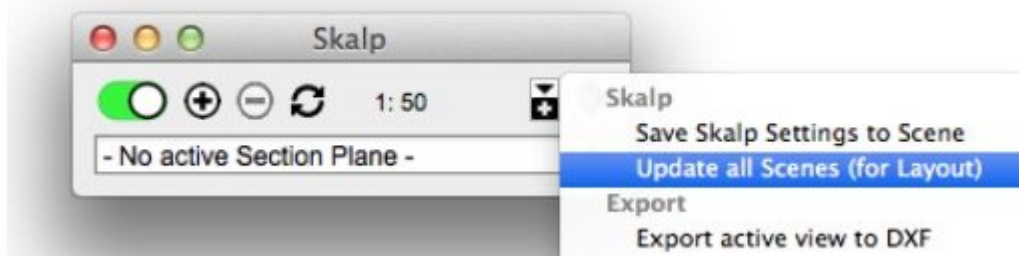 Skalp
1: 50
- No active Section Plane -
Skalp
Save Skalp Settings to Scene
Update all Scenes (for Layout)
Export
Export active view to DXF